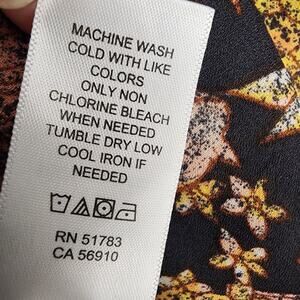 MACHINE WASH
COLD WITH LIKE
COLORS
ONLY NON
CHLORINE BLEACH
WHEN NEEDED
TUMBLE DRY LOW
COOL IRON IF
NEEDED
RN 51783
CA 56910